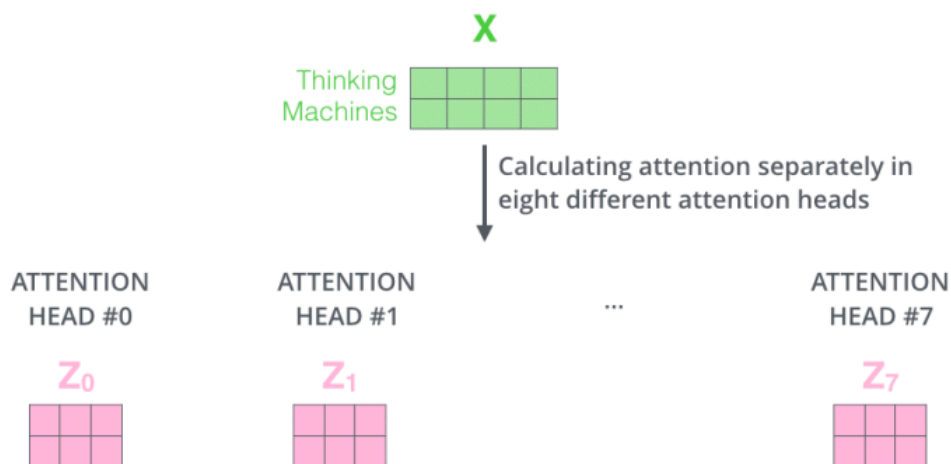 X
Thinking
Machines
Calculating attention separately in
eight different attention heads
ATTENTION
HEAD #0
ATTENTION
HEAD #1
...
ATTENTION
HEAD #7
Z0
Z1
Z7